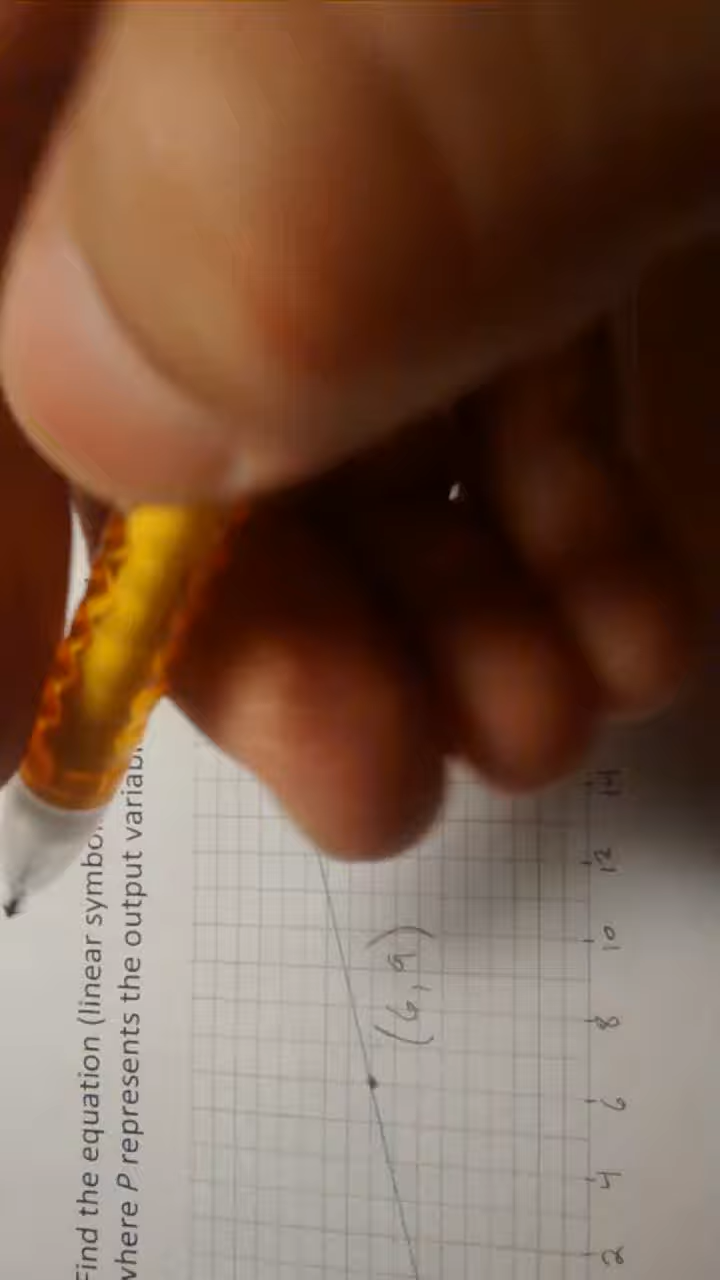 Find the equation (linear symbo
where P represents the output variab
(6,9)
2 4 6 8 10 12 14